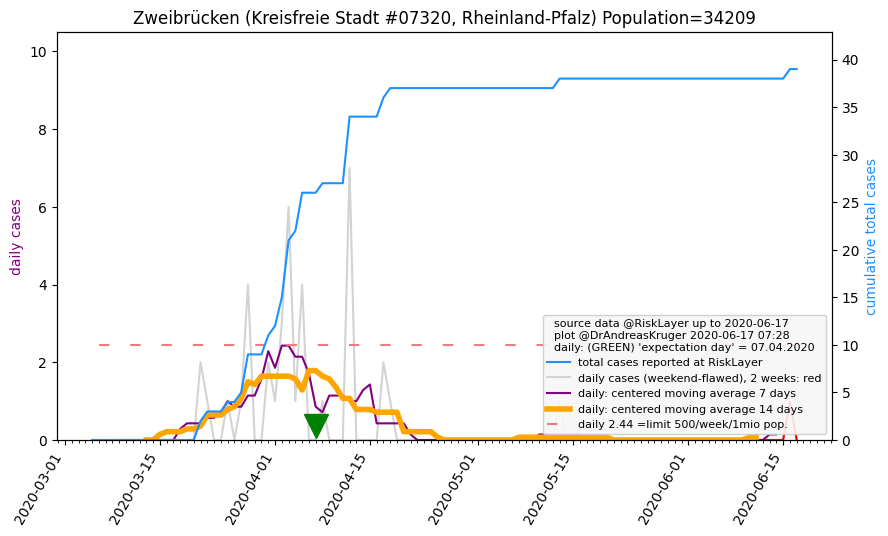 Zweibrücken (Kreisfreie Stadt #07320, Rheinland-Pfalz) Population=34209
10
8
6
4
2
0
daily cases
40
35
30
25
20
15
10
5
0
cumulative total cases
source data @RiskLayer up to 2020-06-17
plot @DrAndreasKruger 2020-06-17 07:28
daily: (GREEN) 'expectation day' = 07.04.2020
total cases reported at RiskLayer
daily cases (weekend-flawed), 2 weeks: red
daily: centered moving average 7 days
daily: centered moving average 14 days
daily 2.44 =limit 500/week/1mio pop.
2020-03-01
2020-03-15
2020-04-01
2020-04-15
2020-05-01
2020-05-15
2020-06-01
2020-06-15